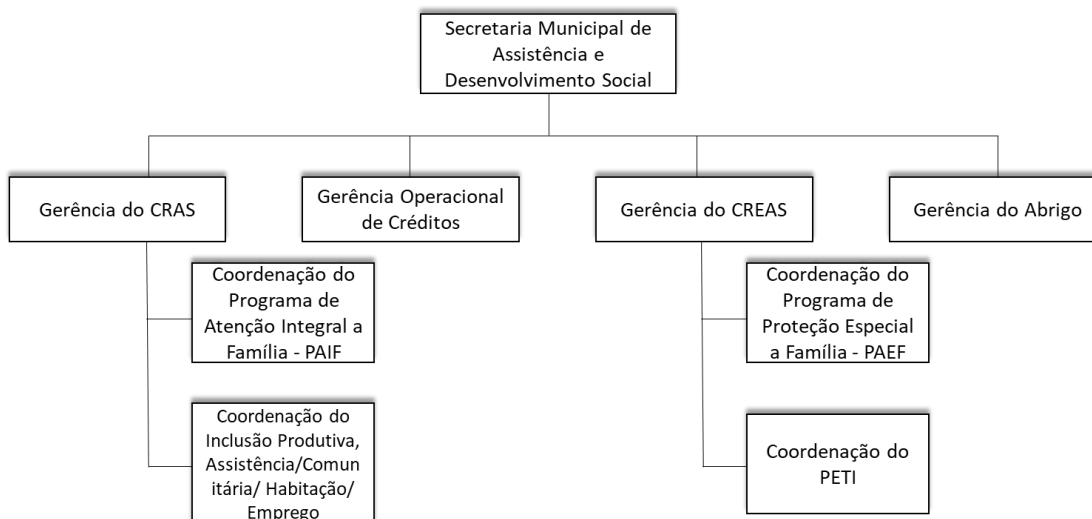 Secretaria Municipal de
Assistência e
Desenvolvimento Social
Gerência do CRAS
Gerência Operacional
de Créditos
Gerência do CREAS
Gerência do Abrigo
Coordenação do
Programa de
Atenção Integral a
Família - PAIF
Coordenação do
Programa de
Proteção Especial
a Família - PAEF
Coordenação do
Inclusão Produtiva,
Assistência/Comun
itária/ Habitação/
Emprego
Coordenação do
PETI